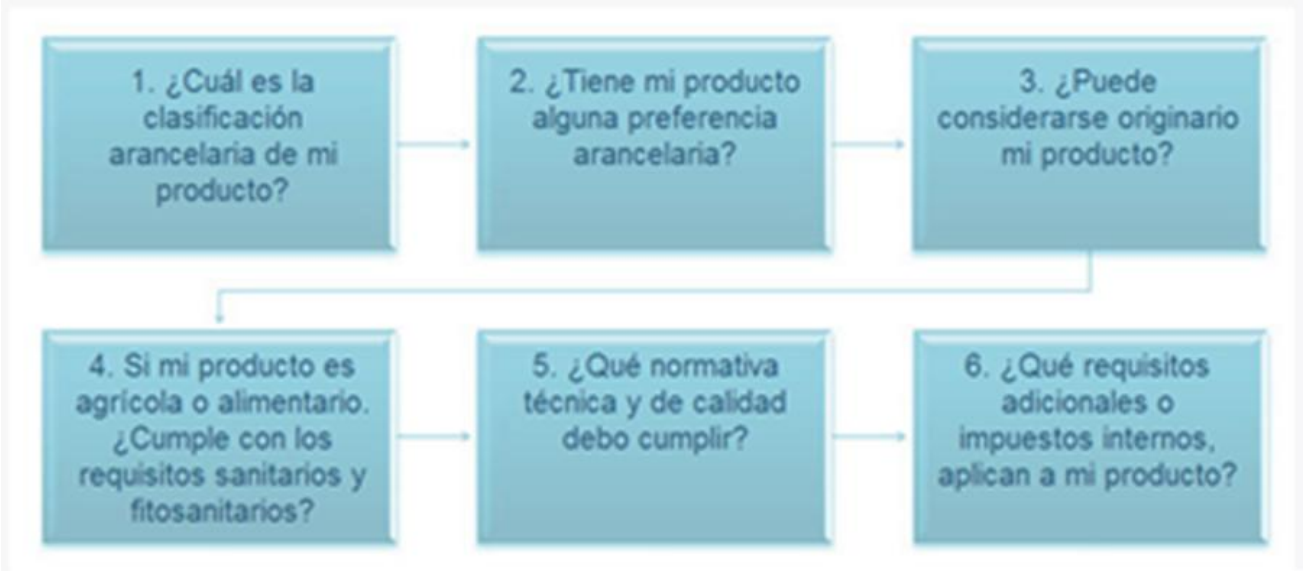 1. ¿Cuál es la
clasificación
arancelaria de mi
producto?
2. ¿Tiene mi producto
alguna preferencia
arancelaria?
3. ¿Puede
considerarse originario
mi producto?
4. Si mi producto es
agrícola o alimentario.
¿Cumple con los
requisitos sanitarios y
fitosanitarios?
5. ¿Qué normativa
técnica y de calidad
debo cumplir?
6. ¿Qué requisitos
adicionales o
impuestos internos,
aplican a mi producto?